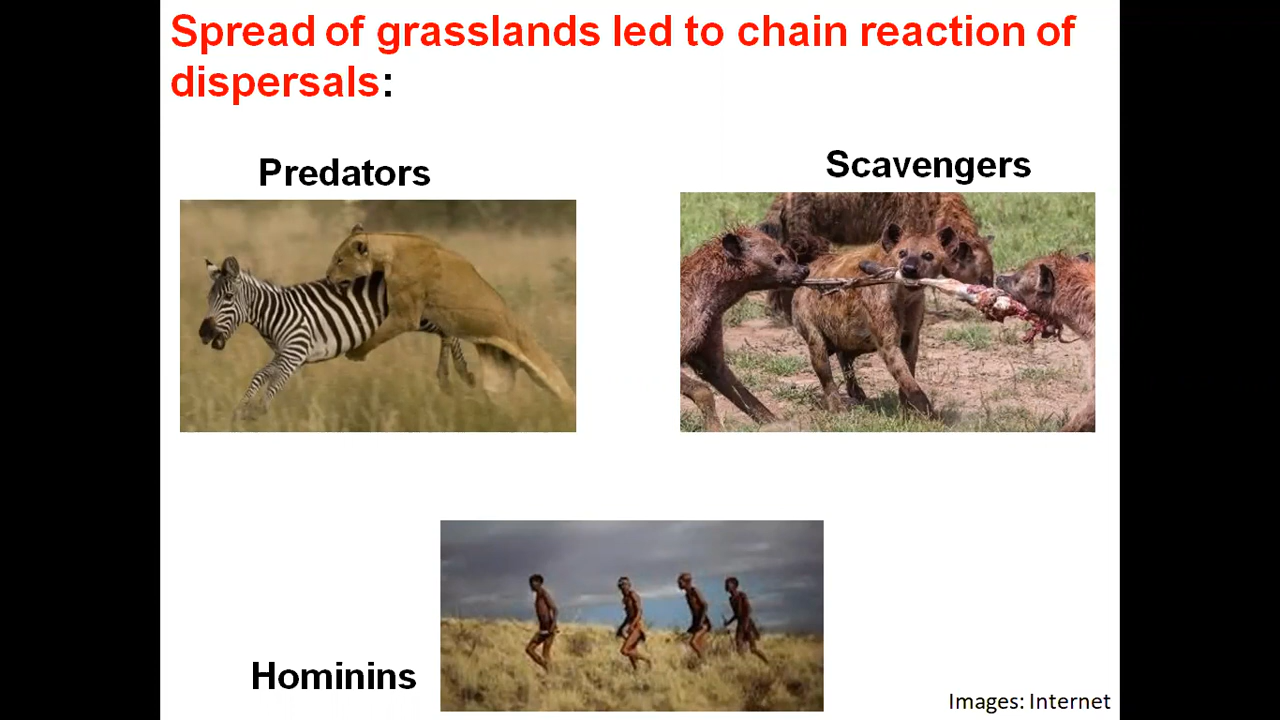 Spread of grasslands led to chain reaction of
dispersals:
Predators
Scavengers
Hominins
Images: Internet